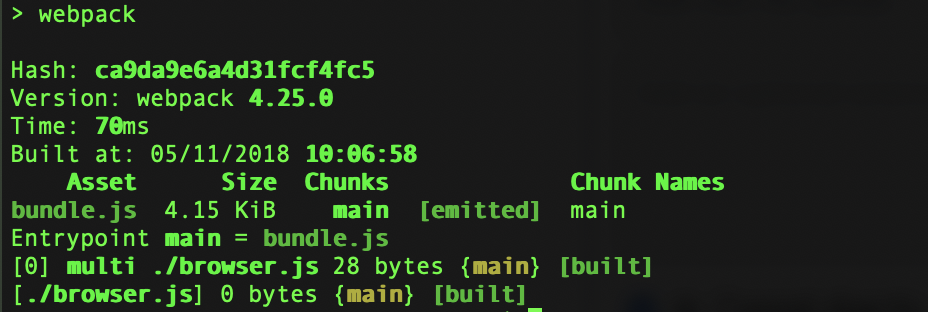 > webpack
Hash: ca9da9e6a4d31fcf4fc5
Version: webpack 4.25.0
Time: 70ms
Built at: 05/11/2018 10:06:58
Asset Size Chunks Chunk Names
bundle.js 4.15 KiB main [emitted] main
Entrypoint main = bundle.js
[0] multi ./browser.js 28 bytes {main} [built]
[./browser.js] 0 bytes {main} [built]